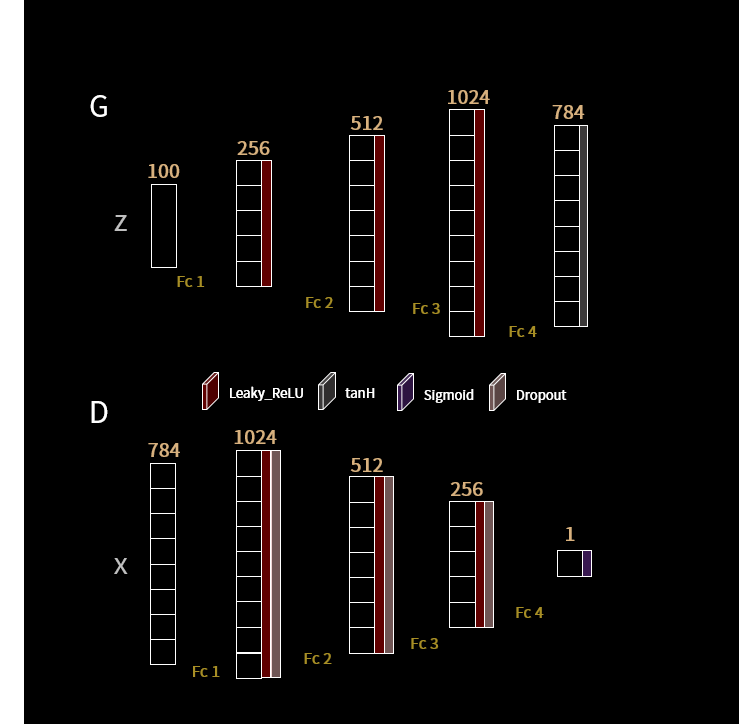 G
100
256
512
1024
784
Z
Fc 1
Fc 2
Fc 3
Fc 4
Leaky_ReLU
tanH
Sigmoid
Dropout
D
784
1024
512
256
1
X
Fc 1
Fc 2
Fc 3
Fc 4